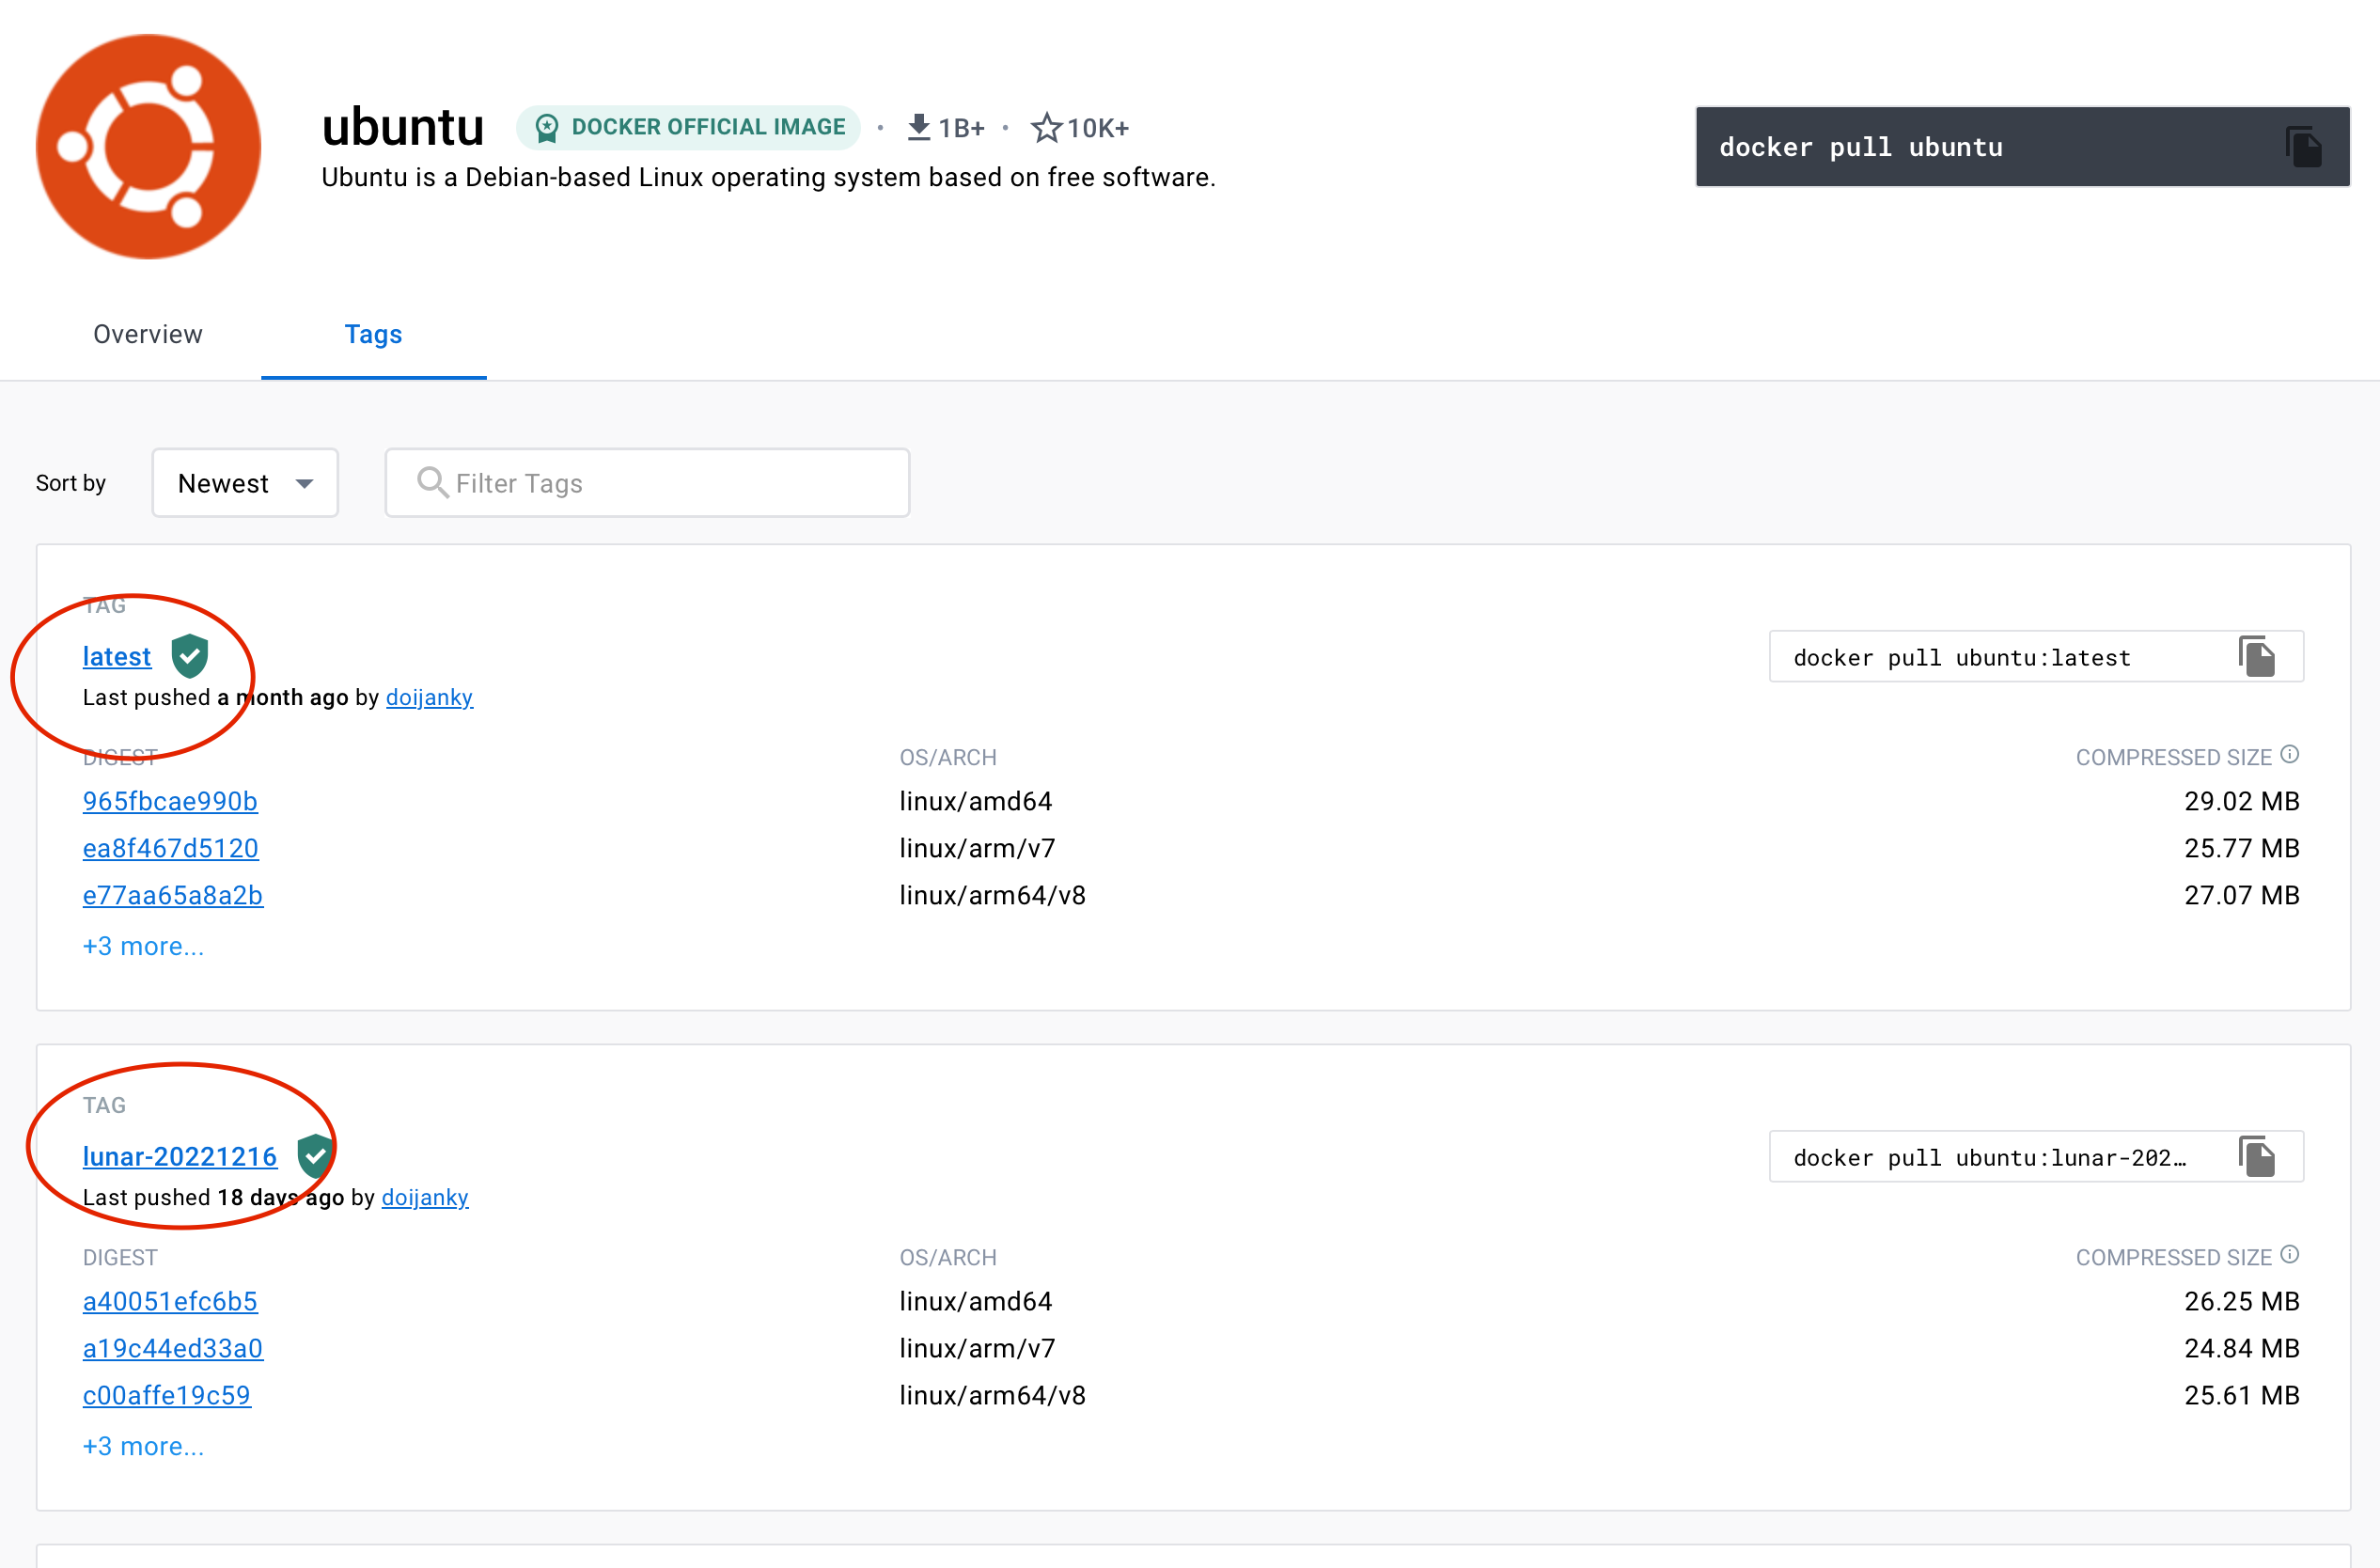 ubuntu DOCKER OFFICIAL IMAGE · 1B+ · 10K+
Ubuntu is a Debian-based Linux operating system based on free software.
docker pull ubuntu
Overview Tags
Sort by Newest Filter Tags
TAG
latest
docker pull ubuntu:latest
Last pushed a month ago by doijanky
DIGEST OS/ARCH COMPRESSED SIZE
965fbcae990b linux/amd64 29.02 MB
ea8f467d5120 linux/arm/v7 25.77 MB
e77aa65a8a2b linux/arm64/v8 27.07 MB
+3 more...
TAG
lunar-20221216
docker pull ubuntu:lunar-202…
Last pushed 18 days ago by doijanky
DIGEST OS/ARCH COMPRESSED SIZE
a40051efc6b5 linux/amd64 26.25 MB
a19c44ed33a0 linux/arm/v7 24.84 MB
c00affe19c59 linux/arm64/v8 25.61 MB
+3 more...